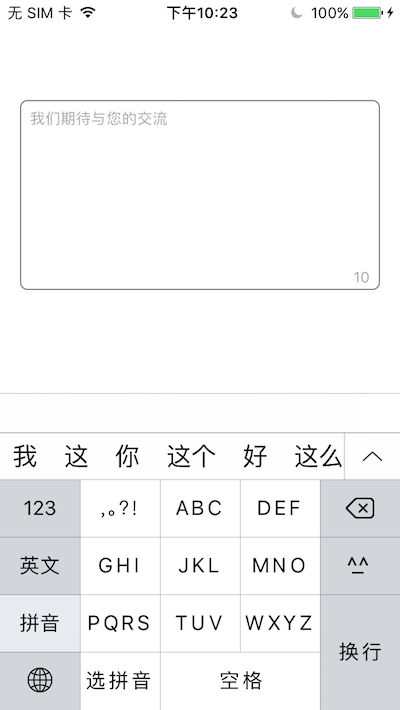 无 SIM 卡 下午10:23 100%
我们期待与您的交流
10
我 这 你 这个 好 这么
123 ,。?! ABC DEF
英文 GHI JKL MNO ^^
拼音 PQRS TUV WXYZ 换行
选拼音 空格